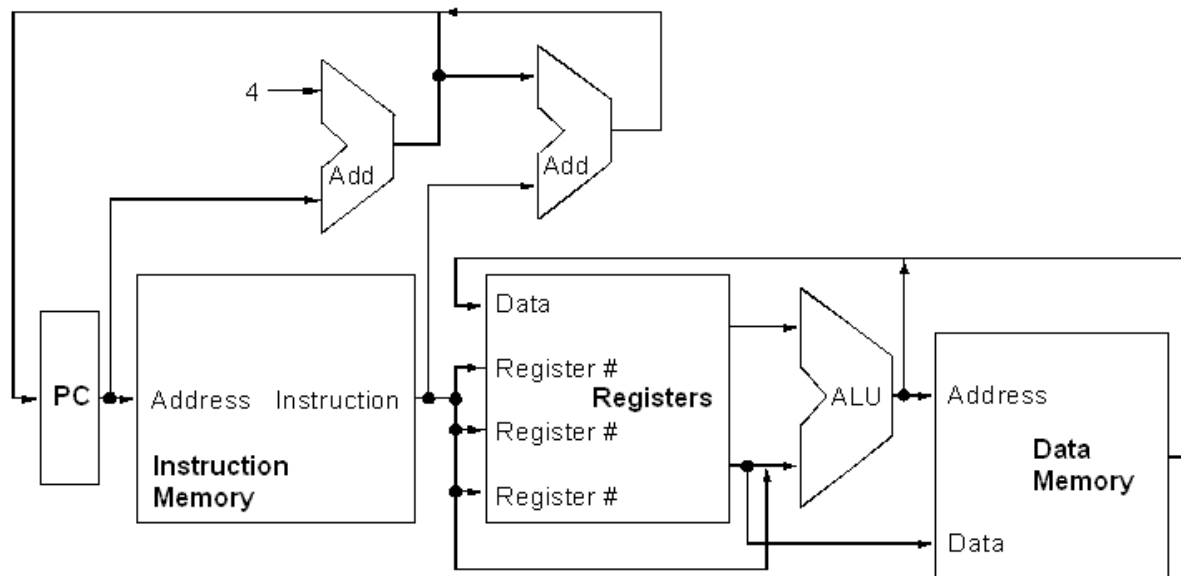 4
Add
Add
PC
Address
Instruction
Instruction
Memory
Data
Register #
Registers
Register #
Register #
ALU
Address
Data
Memory
Data